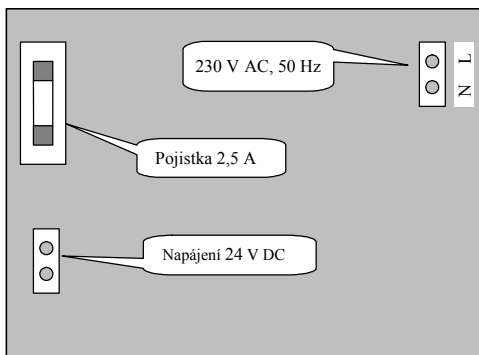 230 V AC, 50 Hz
L
N
Pojistka 2,5 A
Napájení 24 V DC